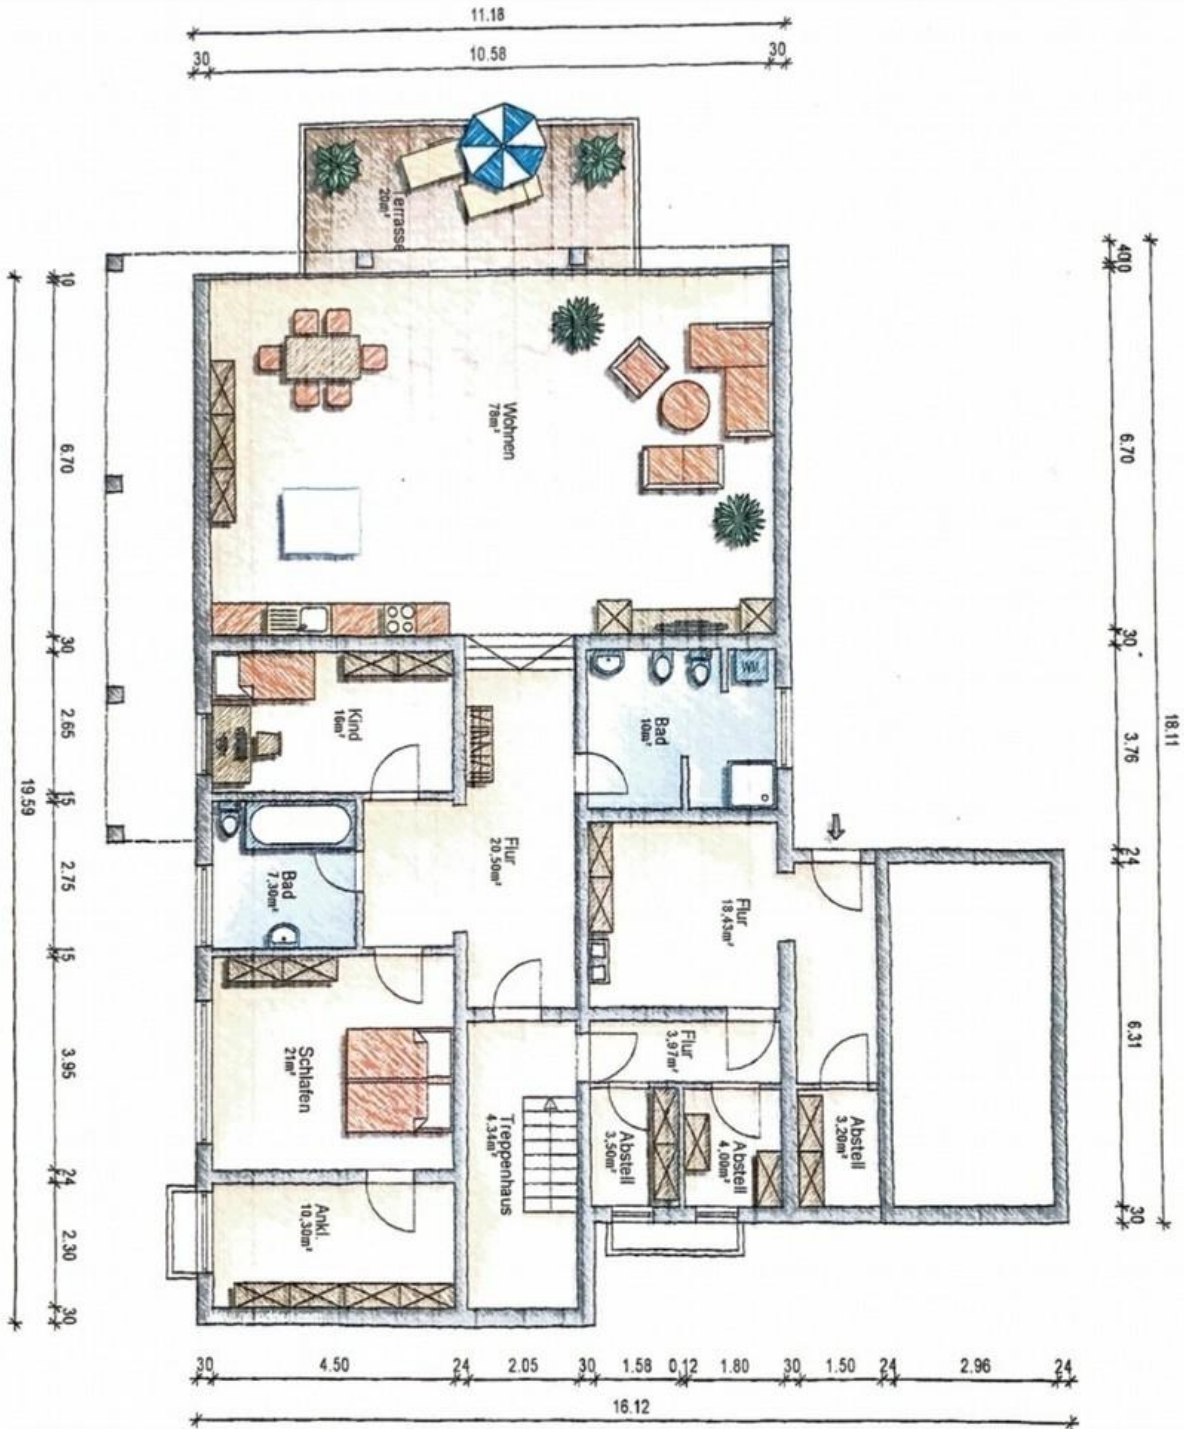 11.18
30
10.58
30
Terrasse
20m²
Wohnen
78m²
Kind
16m²
Bad
10m²
WM
Flur
20,50m²
Bad
7,30m²
Flur
18,43m²
Flur
3,97m²
Schlafen
21m²
Treppenhaus
4,34m²
Abstell
3,50m²
Abstell
4,00m²
Abstell
3,20m²
Ankl.
10,30m²
10
6.70
30
2.65
15
2.75
15
3.95
24
2.30
30
19.59
40
10
6.70
30
3.76
24
6.31
30
18.11
30
4.50
24
2.05
30
1.58
0,12
1.80
30
1.50
24
2.96
24
16.12